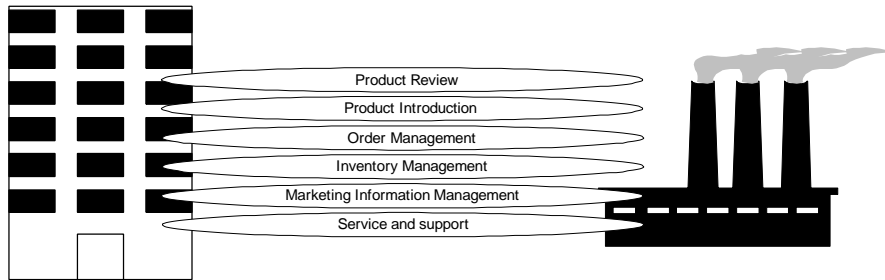 Product Review
Product Introduction
Order Management
Inventory Management
Marketing Information Management
Service and support